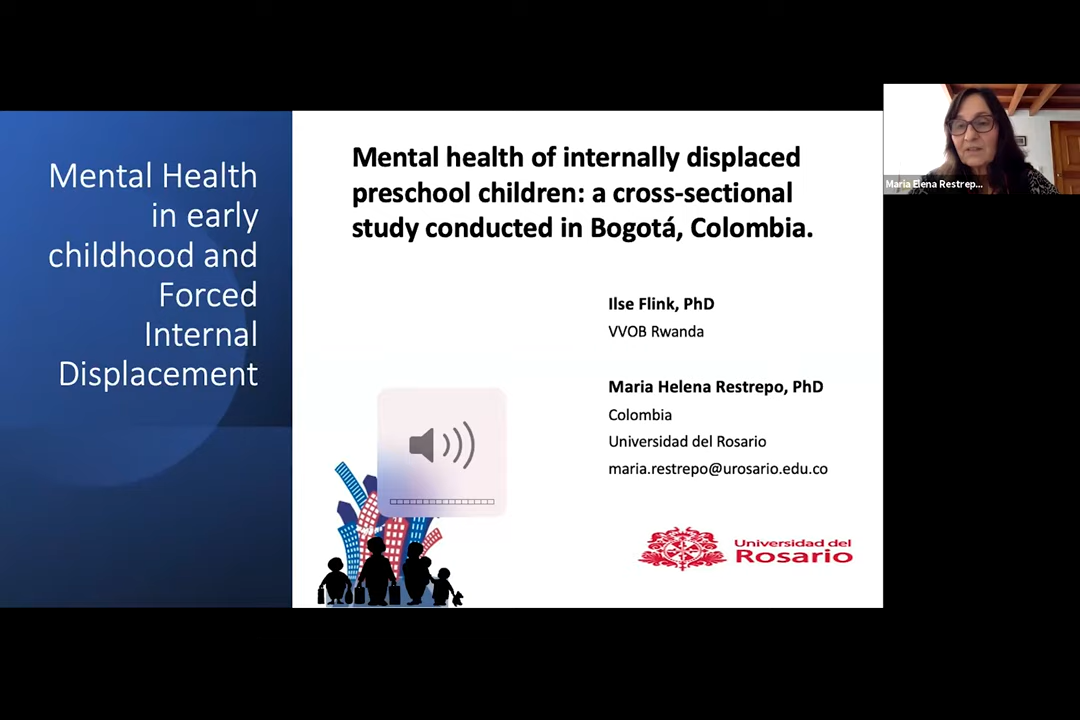 Mental Health
in early
childhood and
Forced
Internal
Displacement
Mental health of internally displaced
preschool children: a cross-sectional
study conducted in Bogotá, Colombia.
Ilse Flink, PhD
VVOB Rwanda
Maria Helena Restrepo, PhD
Colombia
Universidad del Rosario
maria.restrepo@urosario.edu.co
Universidad del
Rosario
Maria Elena Restrep...